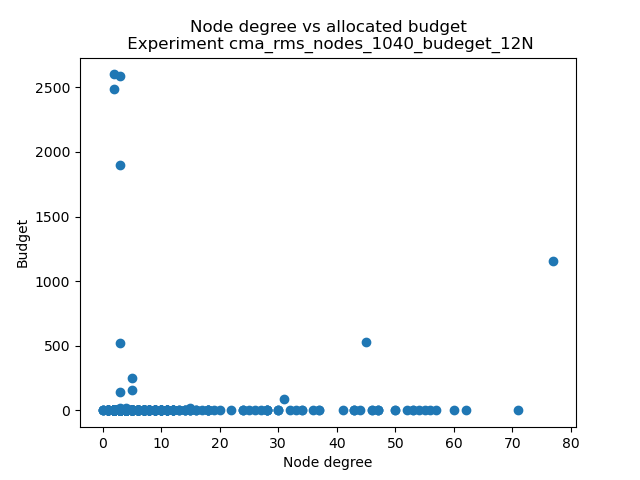 Node degree vs allocated budget
Experiment cma_rms_nodes_1040_budeget_12N
2500
2000
1500
1000
500
0
Budget
0 10 20 30 40 50 60 70 80
Node degree